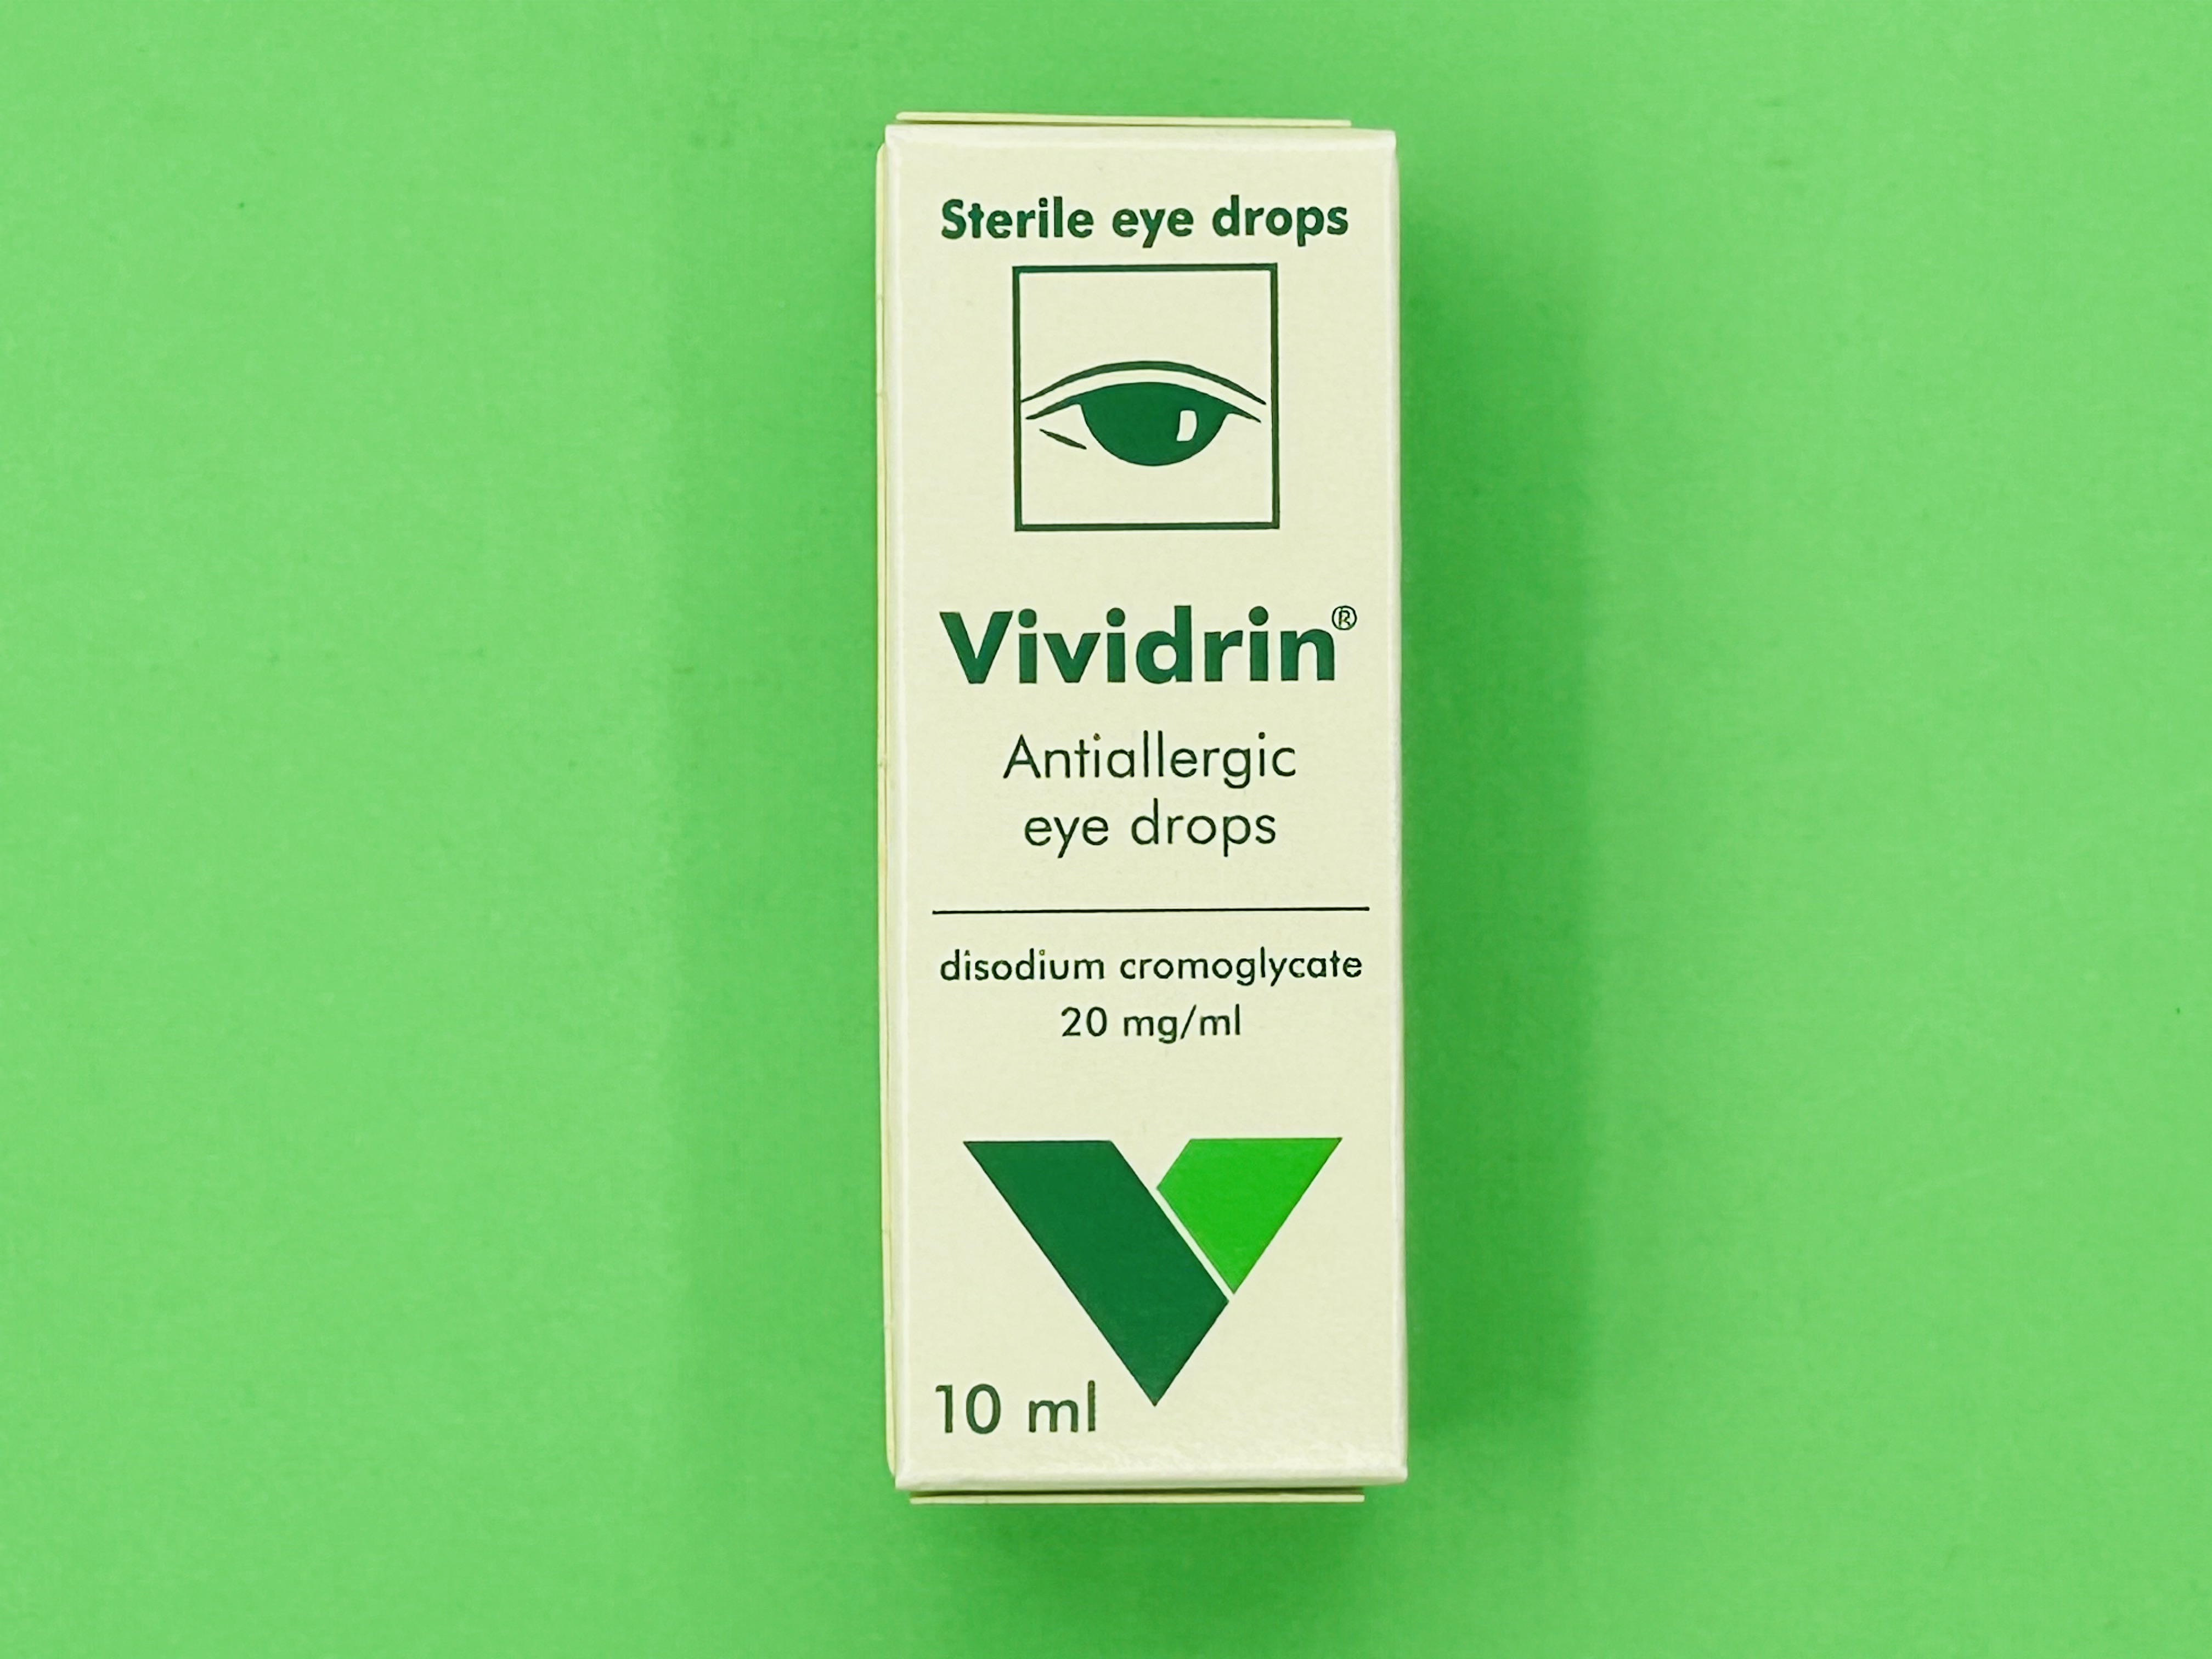 Sterile eye drops
Vividrin®
Antiallergic
eye drops
disodium cromoglycate
20 mg/ml
10 ml